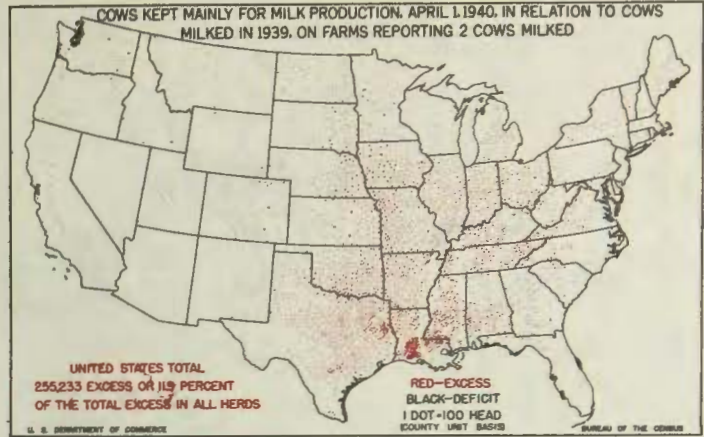 COWS KEPT MAINLY FOR MILK PRODUCTION, APRIL 1, 1940, IN RELATION TO COWS
MILKED IN 1939, ON FARMS REPORTING 2 COWS MILKED
UNITED STATES TOTAL
255,233 EXCESS OR PERCENT
OF THE TOTAL EXCESS IN ALL HERDS
RED-EXCESS
BLACK-DEFICIT
1 DOT=100 HEAD
(COUNTY UNIT BASIS)
U. S. DEPARTMENT OF COMMERCE
BUREAU OF THE CENSUS